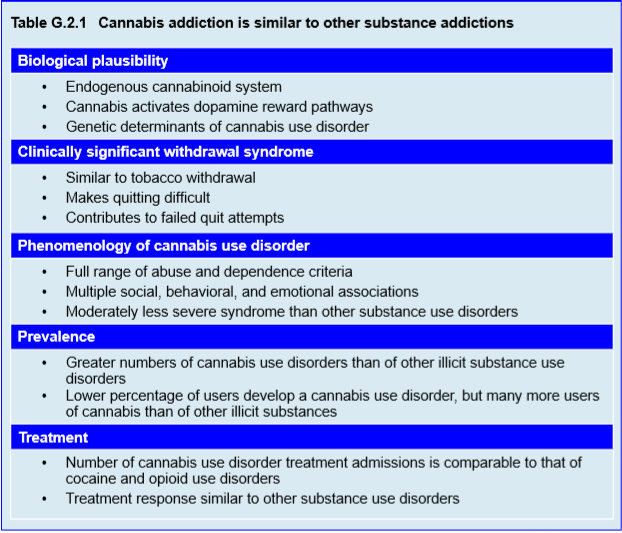 Table G.2.1 Cannabis addiction is similar to other substance addictions
Biological plausibility
• Endogenous cannabinoid system
• Cannabis activates dopamine reward pathways
• Genetic determinants of cannabis use disorder
Clinically significant withdrawal syndrome
• Similar to tobacco withdrawal
• Makes quitting difficult
• Contributes to failed quit attempts
Phenomenology of cannabis use disorder
• Full range of abuse and dependence criteria
• Multiple social, behavioral, and emotional associations
• Moderately less severe syndrome than other substance use disorders
Prevalence
• Greater numbers of cannabis use disorders than of other illicit substance use
disorders
• Lower percentage of users develop a cannabis use disorder, but many more users
of cannabis than of other illicit substances
Treatment
• Number of cannabis use disorder treatment admissions is comparable to that of
cocaine and opioid use disorders
• Treatment response similar to other substance use disorders